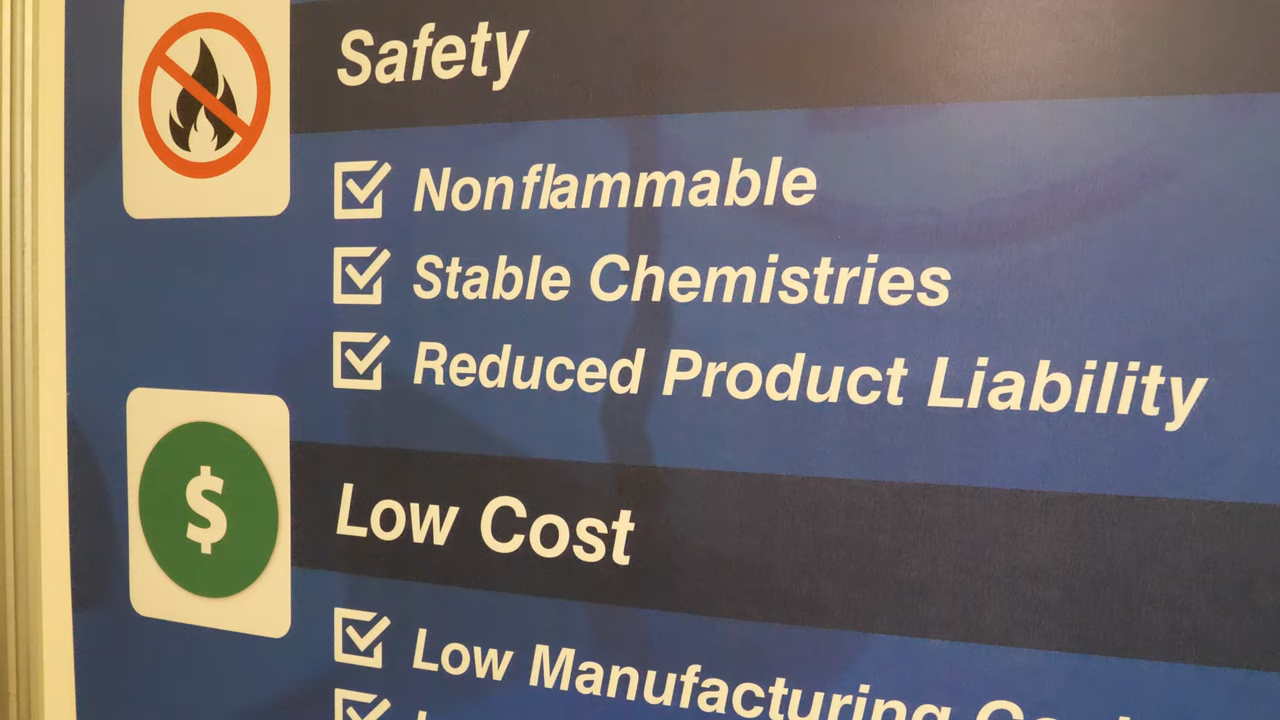 Safety
Nonflammable
Stable Chemistries
Reduced Product Liability
$
Low Cost
Low Manufacturing